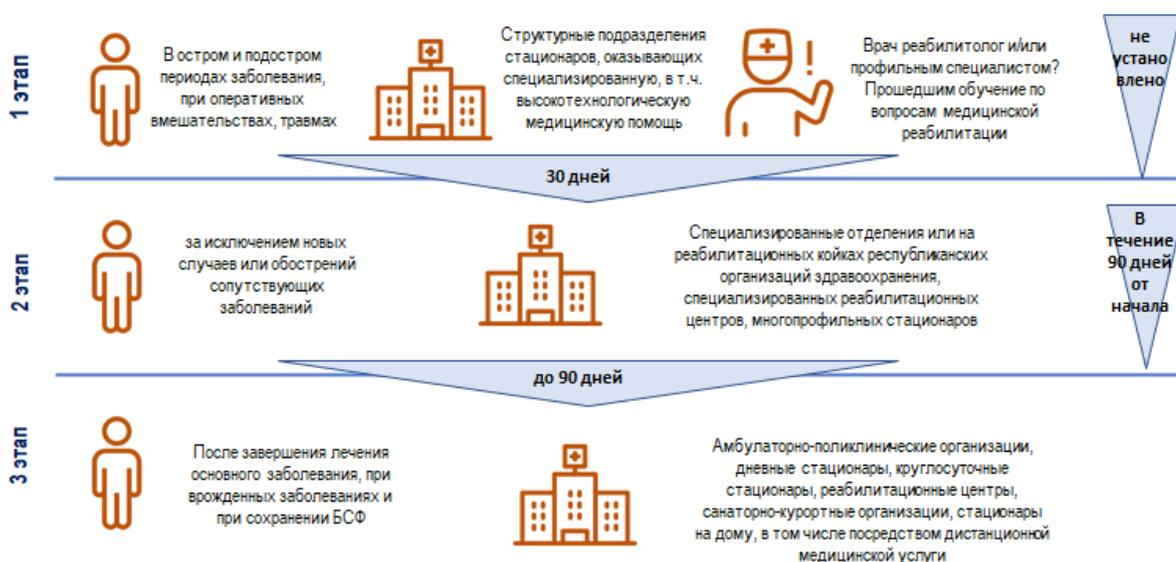 1 этап
В остром и подостром
периодах заболевания,
при оперативных
вмешательствах, травмах
Структурные подразделения
стационаров, оказывающих
специализированную, в т.ч.
высокотехнологическую
медицинскую помощь
Врач реабилитолог и/или
профильным специалистом?
Прошедшим обучение по
вопросам медицинской
реабилитации
не
устано
влено
30 дней
2 этап
за исключением новых
случаев или обострений
сопутствующих
заболеваний
Специализированные отделения или на
реабилитационных койках республиканских
организаций здравоохранения,
специализированных реабилитационных
центров, многопрофильных стационаров
В
течение
90 дней
от
начала
до 90 дней
3 этап
После завершения лечения
основного заболевания, при
врожденных заболеваниях и
при сохранении БСФ
Амбулаторно-поликлинические организации,
дневные стационары, круглосуточные
стационары, реабилитационные центры,
санаторно-курортные организации, стационары
на дому, в том числе посредством дистанционной
медицинской услуги